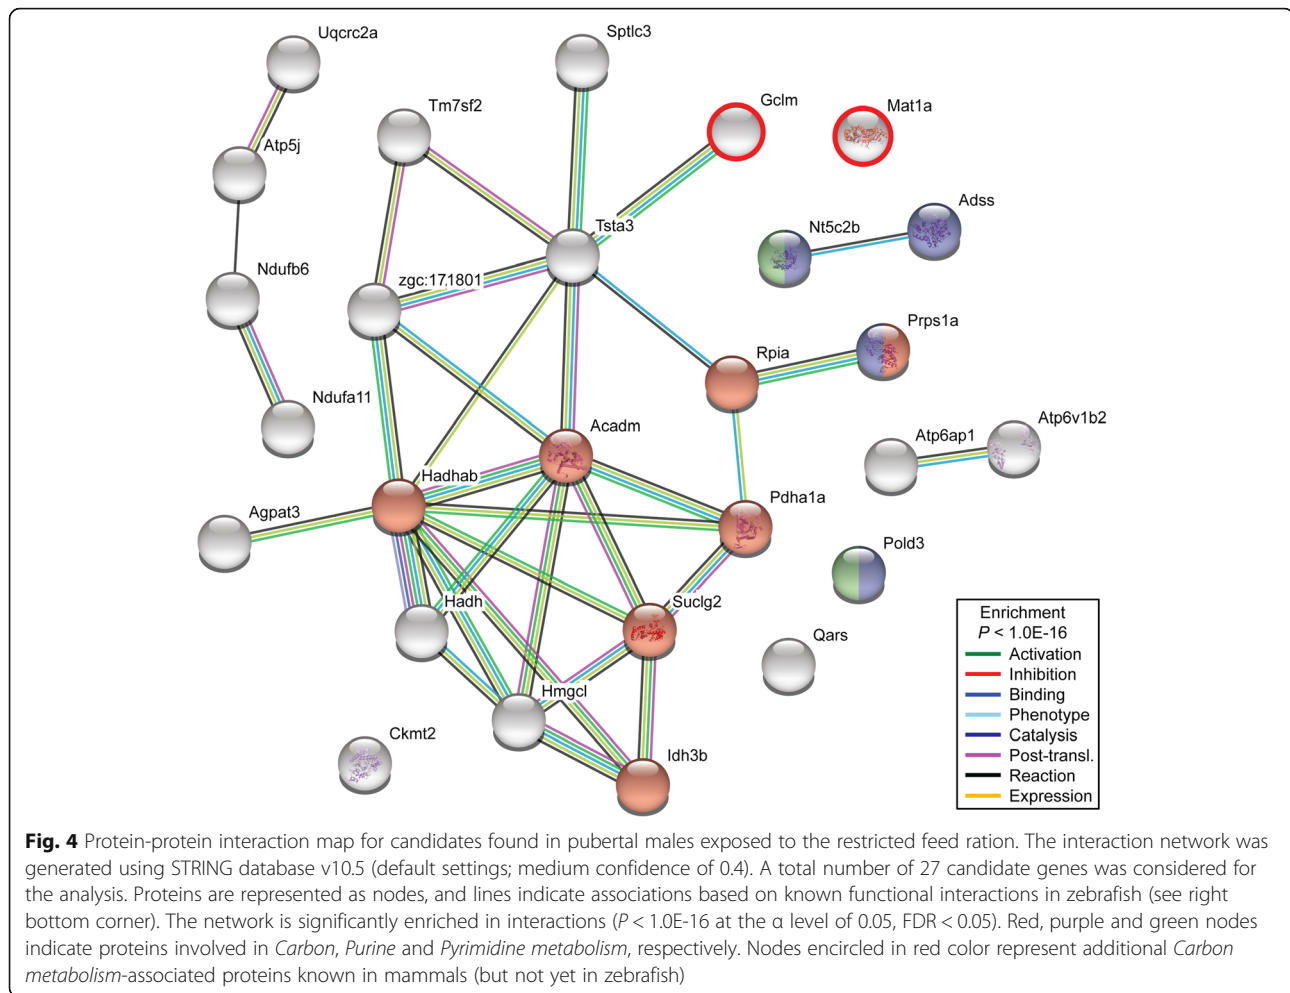 Uqcrc2a
Sptlc3
Tm7sf2
Gclm
Mat1a
Atp5j
Adss
Tsta3
Nt5c2b
Ndufb6
zgc:171801
Prps1a
Rpia
Ndufa11
Acadm
Atp6ap1
Atp6v1b2
Hadhab
Pdha1a
Agpat3
Pold3
Hadh
Suclg2
Qars
Hmgcl
Ckmt2
Idh3b
Enrichment
P < 1.0E-16
Activation
Inhibition
Binding
Phenotype
Catalysis
Post-transl.
Reaction
Expression
Fig. 4 Protein-protein interaction map for candidates found in pubertal males exposed to the restricted feed ration. The interaction network was
generated using STRING database v10.5 (default settings; medium confidence of 0.4). A total number of 27 candidate genes was considered for
the analysis. Proteins are represented as nodes, and lines indicate associations based on known functional interactions in zebrafish (see right
bottom corner). The network is significantly enriched in interactions (P < 1.0E-16 at the α level of 0.05, FDR < 0.05). Red, purple and green nodes
indicate proteins involved in Carbon, Purine and Pyrimidine metabolism, respectively. Nodes encircled in red color represent additional Carbon
metabolism-associated proteins known in mammals (but not yet in zebrafish)